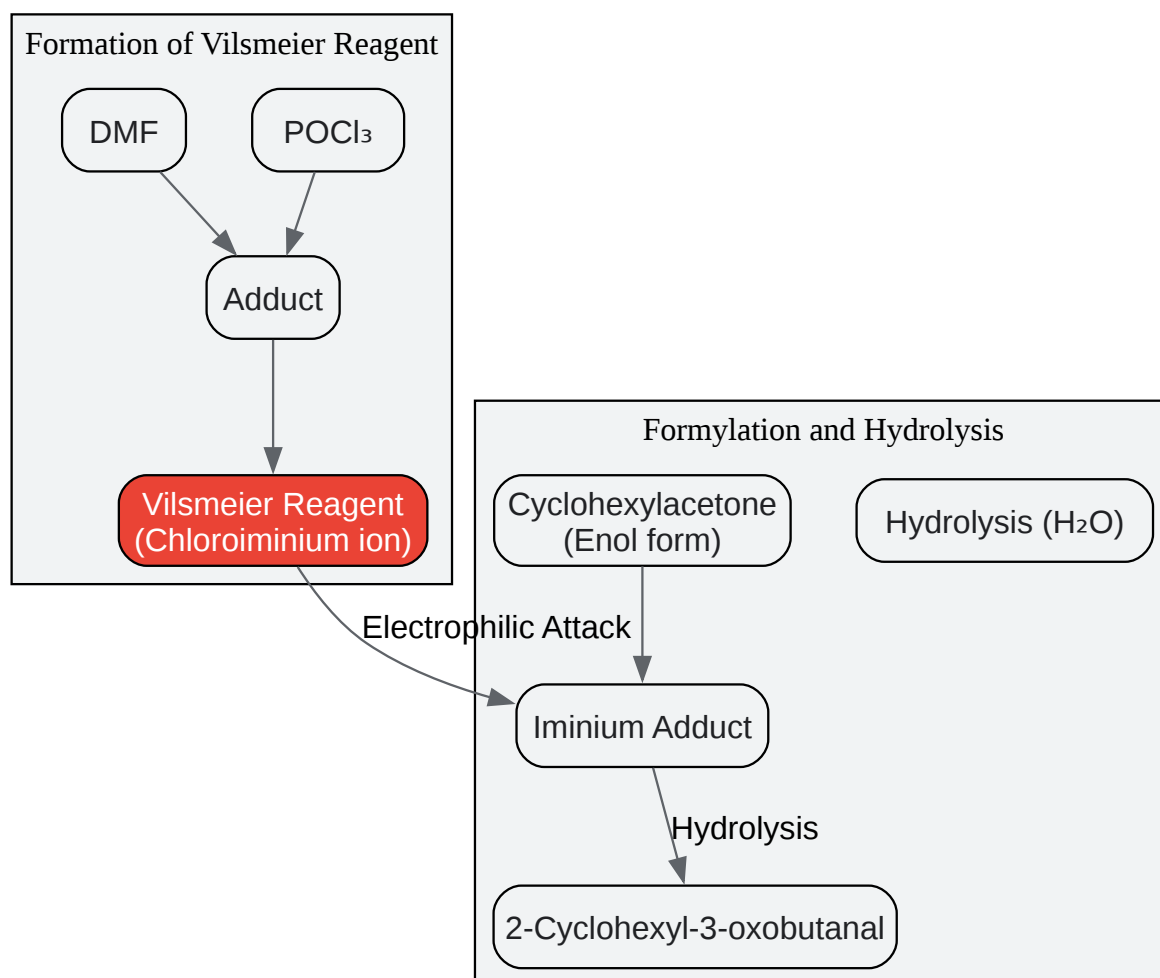 Formation of Vilsmeier Reagent
DMF
POCl₃
Adduct
Vilsmeier Reagent
(Chloroiminium ion)
Formylation and Hydrolysis
Cyclohexylacetone
(Enol form)
Hydrolysis (H₂O)
Electrophilic Attack
Iminium Adduct
Hydrolysis
2-Cyclohexyl-3-oxobutanal